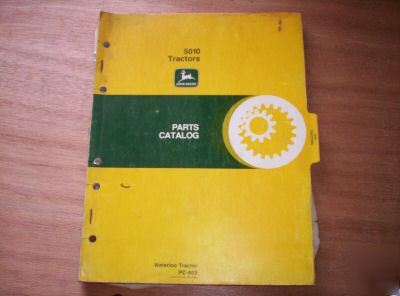 5010
Tractors
JOHN DEERE
PARTS
CATALOG
Waterloo Tractor
PC-803